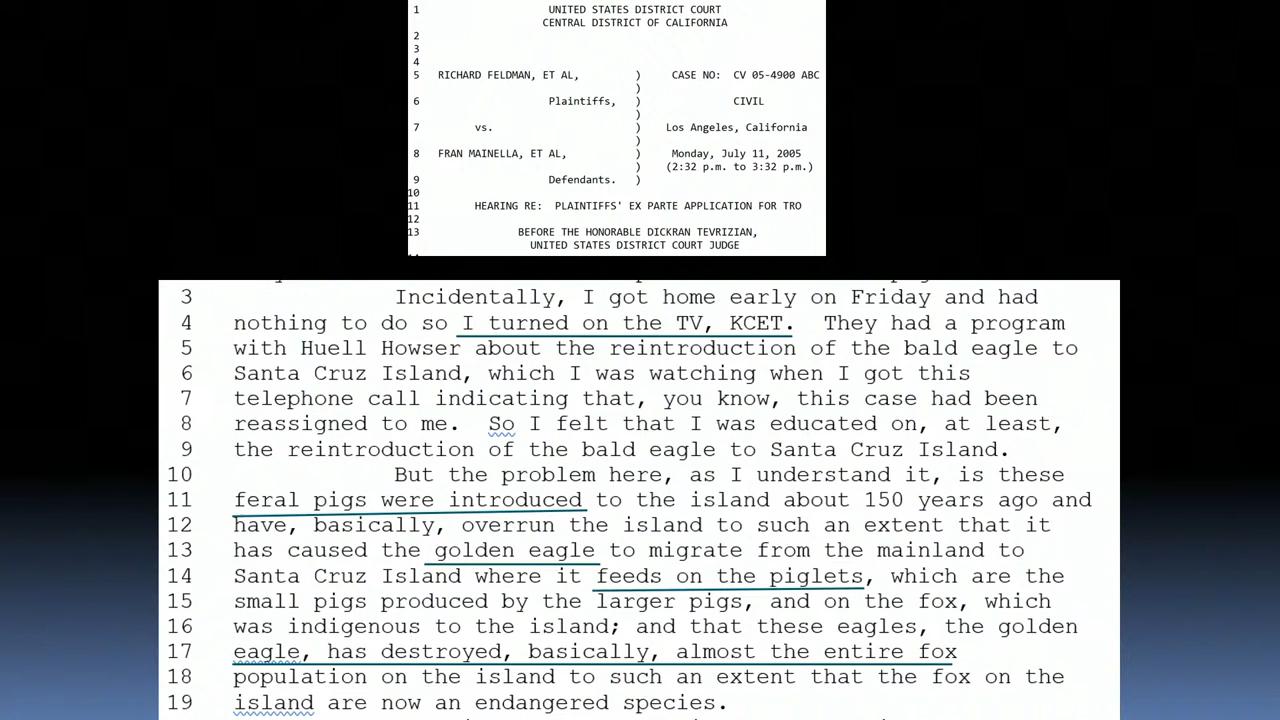 1 UNITED STATES DISTRICT COURT
CENTRAL DISTRICT OF CALIFORNIA
2
3
4
5 RICHARD FELDMAN, ET AL, ) CASE NO: CV 05-4900 ABC
)
6 Plaintiffs, ) CIVIL
)
7 vs. ) Los Angeles, California
)
8 FRAN MAINELLA, ET AL, ) Monday, July 11, 2005
) (2:32 p.m. to 3:32 p.m.)
9 Defendants. )
10
11 HEARING RE: PLAINTIFFS' EX PARTE APPLICATION FOR TRO
12
13 BEFORE THE HONORABLE DICKRAN TEVRIZIAN,
UNITED STATES DISTRICT COURT JUDGE
3 Incidentally, I got home early on Friday and had
4 nothing to do so I turned on the TV, KCET. They had a program
5 with Huell Howser about the reintroduction of the bald eagle to
6 Santa Cruz Island, which I was watching when I got this
7 telephone call indicating that, you know, this case had been
8 reassigned to me. So I felt that I was educated on, at least,
9 the reintroduction of the bald eagle to Santa Cruz Island.
10 But the problem here, as I understand it, is these
11 feral pigs were introduced to the island about 150 years ago and
12 have, basically, overrun the island to such an extent that it
13 has caused the golden eagle to migrate from the mainland to
14 Santa Cruz Island where it feeds on the piglets, which are the
15 small pigs produced by the larger pigs, and on the fox, which
16 was indigenous to the island; and that these eagles, the golden
17 eagle, has destroyed, basically, almost the entire fox
18 population on the island to such an extent that the fox on the
19 island are now an endangered species.